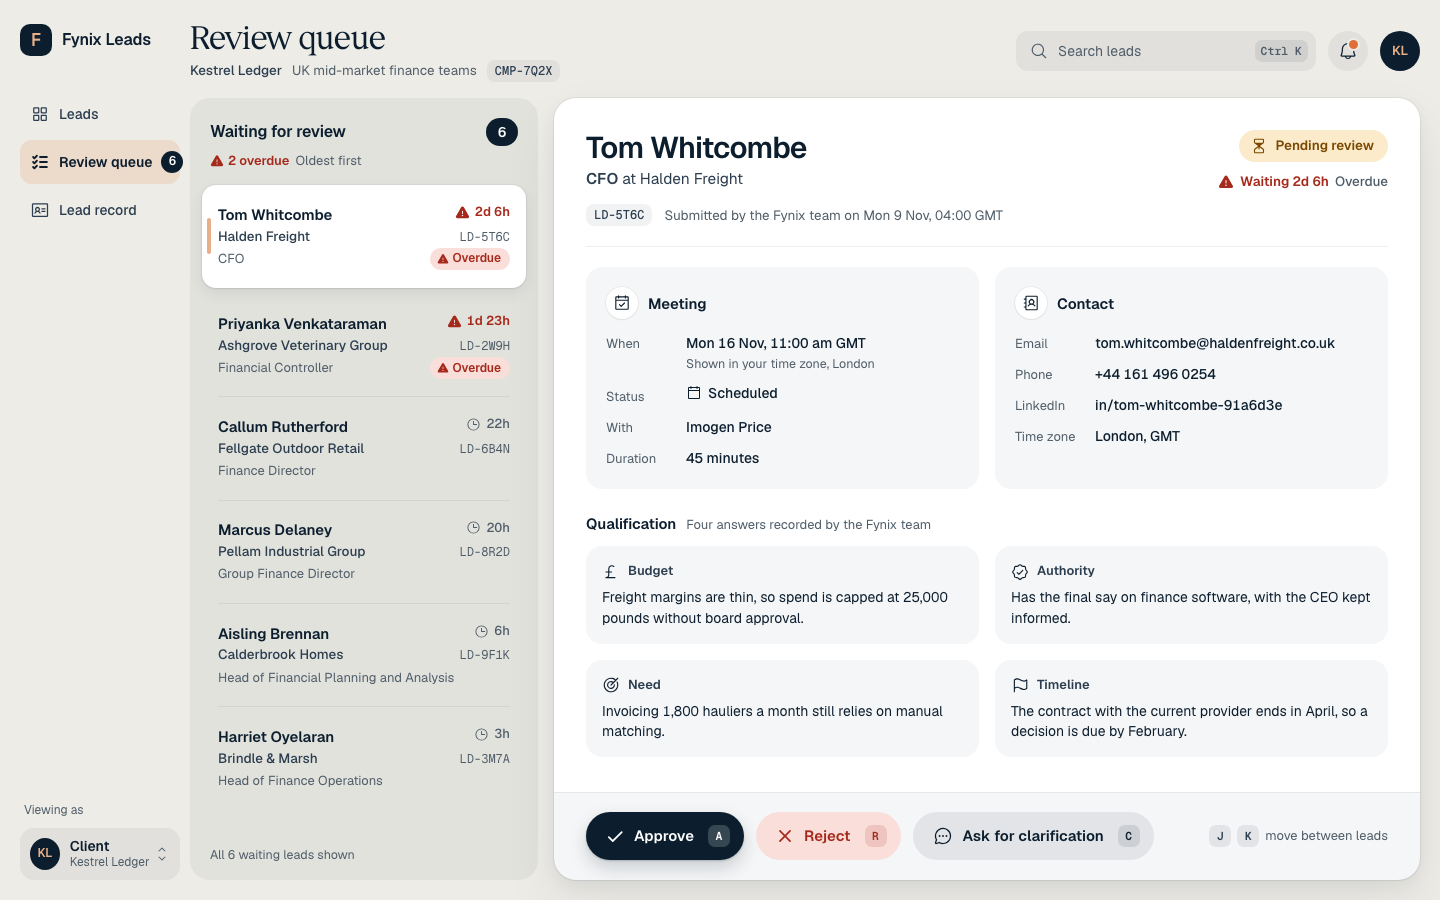 F
Fynix Leads
Leads
Review queue 6
Lead record
Viewing as
KL
Client
Kestrel Ledger
Review queue
Kestrel Ledger UK mid-market finance teams CMP-7Q2X
Search leads Ctrl K
KL
Waiting for review 6
2 overdue Oldest first
Tom Whitcombe 2d 6h
Halden Freight LD-5T6C
CFO Overdue
Priyanka Venkataraman 1d 23h
Ashgrove Veterinary Group LD-2W9H
Financial Controller Overdue
Callum Rutherford 22h
Fellgate Outdoor Retail LD-6B4N
Finance Director
Marcus Delaney 20h
Pellam Industrial Group LD-8R2D
Group Finance Director
Aisling Brennan 6h
Calderbrook Homes LD-9F1K
Head of Financial Planning and Analysis
Harriet Oyelaran 3h
Brindle & Marsh LD-3M7A
Head of Finance Operations
All 6 waiting leads shown
Tom Whitcombe
Pending review
CFO at Halden Freight
Waiting 2d 6h Overdue
LD-5T6C Submitted by the Fynix team on Mon 9 Nov, 04:00 GMT
Meeting
When Mon 16 Nov, 11:00 am GMT
Shown in your time zone, London
Status Scheduled
With Imogen Price
Duration 45 minutes
Contact
Email tom.whitcombe@haldenfreight.co.uk
Phone +44 161 496 0254
LinkedIn in/tom-whitcombe-91a6d3e
Time zone London, GMT
Qualification Four answers recorded by the Fynix team
Budget
Freight margins are thin, so spend is capped at 25,000
pounds without board approval.
Authority
Has the final say on finance software, with the CEO kept
informed.
Need
Invoicing 1,800 hauliers a month still relies on manual
matching.
Timeline
The contract with the current provider ends in April, so a
decision is due by February.
Approve A
Reject R
Ask for clarification C
J K move between leads